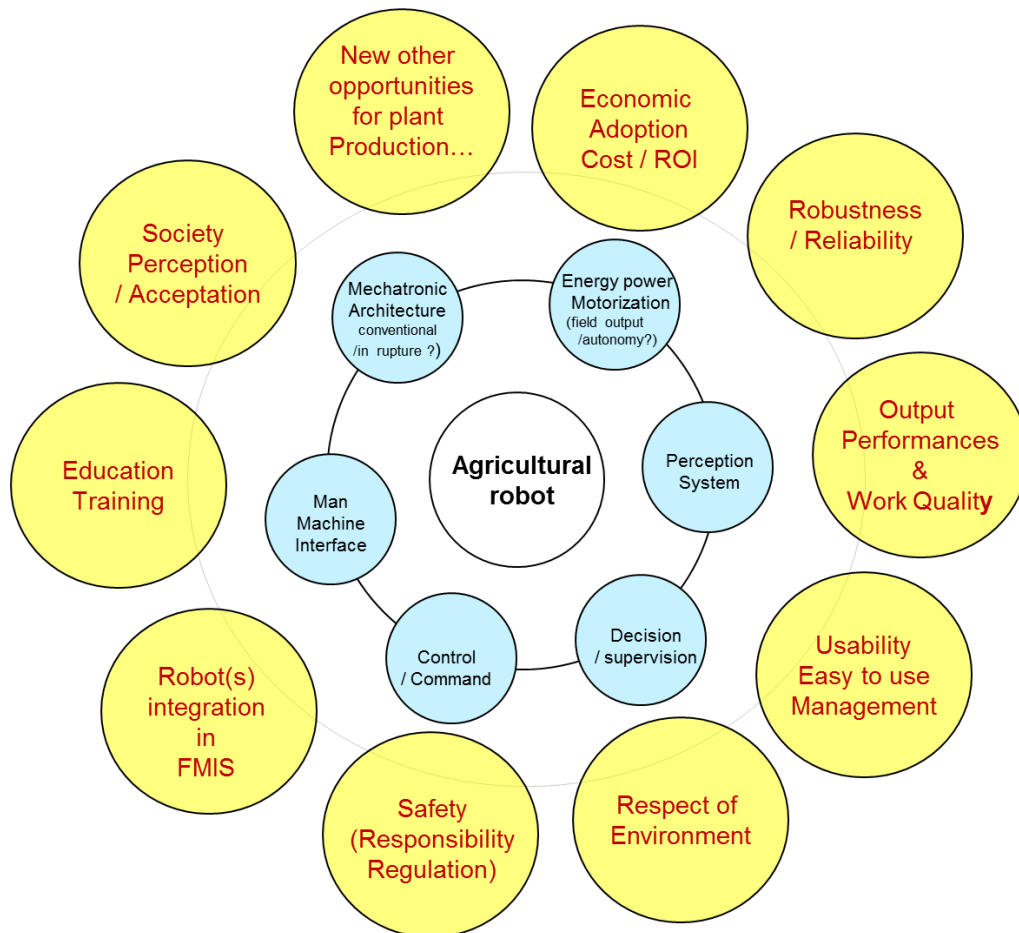 New other
opportunities
for plant
Production…
Economic
Adoption
Cost / ROI
Robustness
/ Reliability
Output
Performances
&
Work Quality
Usability
Easy to use
Management
Respect of
Environment
Safety
(Responsibility
Regulation)
Robot(s)
integration
in
FMIS
Education
Training
Society
Perception
/ Acceptation
Mechatronic
Architecture
conventional
/in rupture ?)
Energy power
Motorization
(field output
/autonomy?)
Perception
System
Decision
/ supervision
Control
/ Command
Man
Machine
Interface
Agricultural
robot